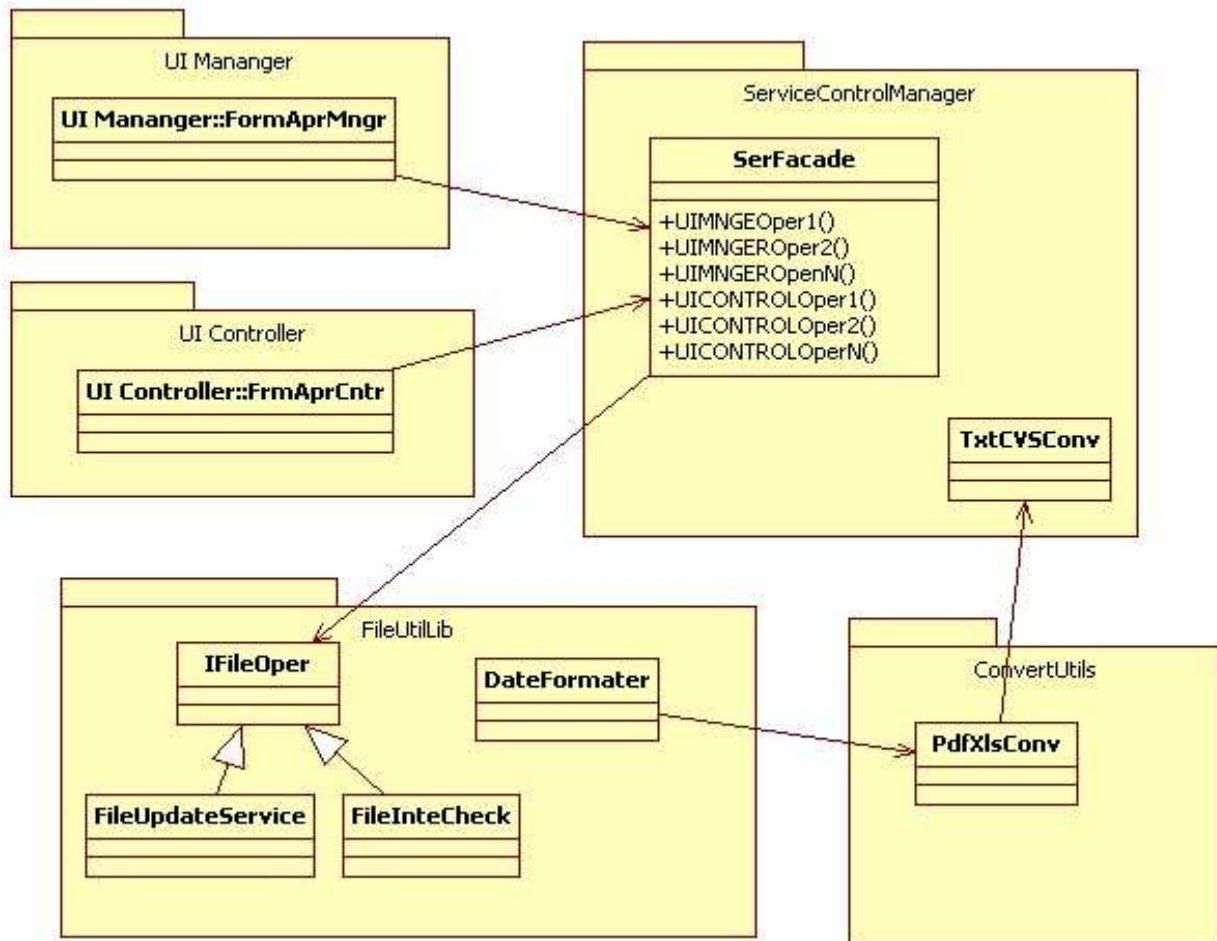 UI Mananger
UI Mananger::FormAprMngr
ServiceControlManager
SerFacade
+UIMNGEOper1()
+UIMNGEROper2()
+UIMNGEROpenN()
+UICONTROLOper1()
+UICONTROLOper2()
+UICONTROLOperN()
UI Controller
UI Controller::FrmAprCntr
TxtCVSConv
FileUtilLib
IFileOper
DateFormater
FileUpdateService
FileInteCheck
ConvertUtils
PdfXlsConv